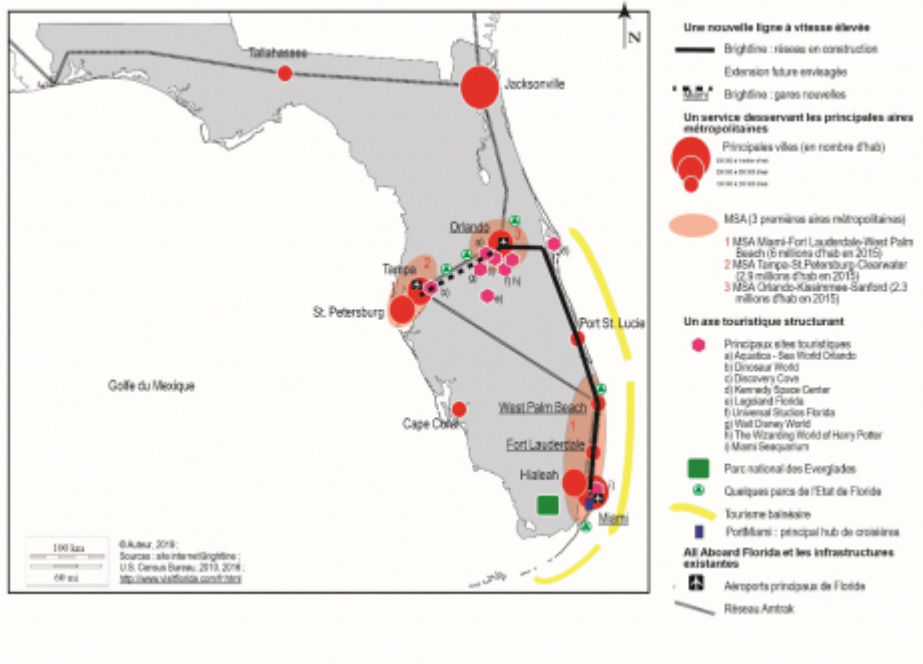 N
Tallahassee
Jacksonville
Orlando
3
a)
d)
g)
i)
f) h)
e)
Tampa
2
b)
St. Petersburg
Port St. Lucie
Golfe du Mexique
West Palm Beach
1
Cape Coral
Fort Lauderdale
Hialeah
Miami
100 km
60 mi
©Auteur, 2019 ;
Sources : site internet Brightline ;
U.S. Census Bureau, 2010, 2016 ;
http://www.visitflorida.com/fr.html
Une nouvelle ligne à vitesse élevée
Brightline : réseau en construction
Extension future envisagée
Miami
Brightline : gares nouvelles
Un service desservant les principales aires
métropolitaines
Principales villes (en nombre d'hab)
MSA (3 premières aires métropolitaines)
1 MSA Miami-Fort Lauderdale-West Palm
Beach (6 millions d'hab en 2015)
2 MSA Tampa-St.Petersburg-Clearwater
(2.9 millions d'hab en 2015)
3 MSA Orlando-Kissimmee-Sanford (2.3
millions d'hab en 2015)
Un axe touristique structurant
Principaux sites touristiques
a) Aquatica - Sea World Orlando
b) Dinosaur World
c) Discovery Cove
d) Kennedy Space Center
e) Legoland Florida
f) Universal Studios Florida
g) Walt Disney World
h) The Wizarding World of Harry Potter
i) Miami Seaquarium
Parc national des Everglades
Quelques parcs de l'Etat de Floride
Tourisme balnéaire
PortMiami : principal hub de croisières
All Aboard Florida et les infrastructures
existantes
Aéroports principaux de Floride
Réseau Amtrak